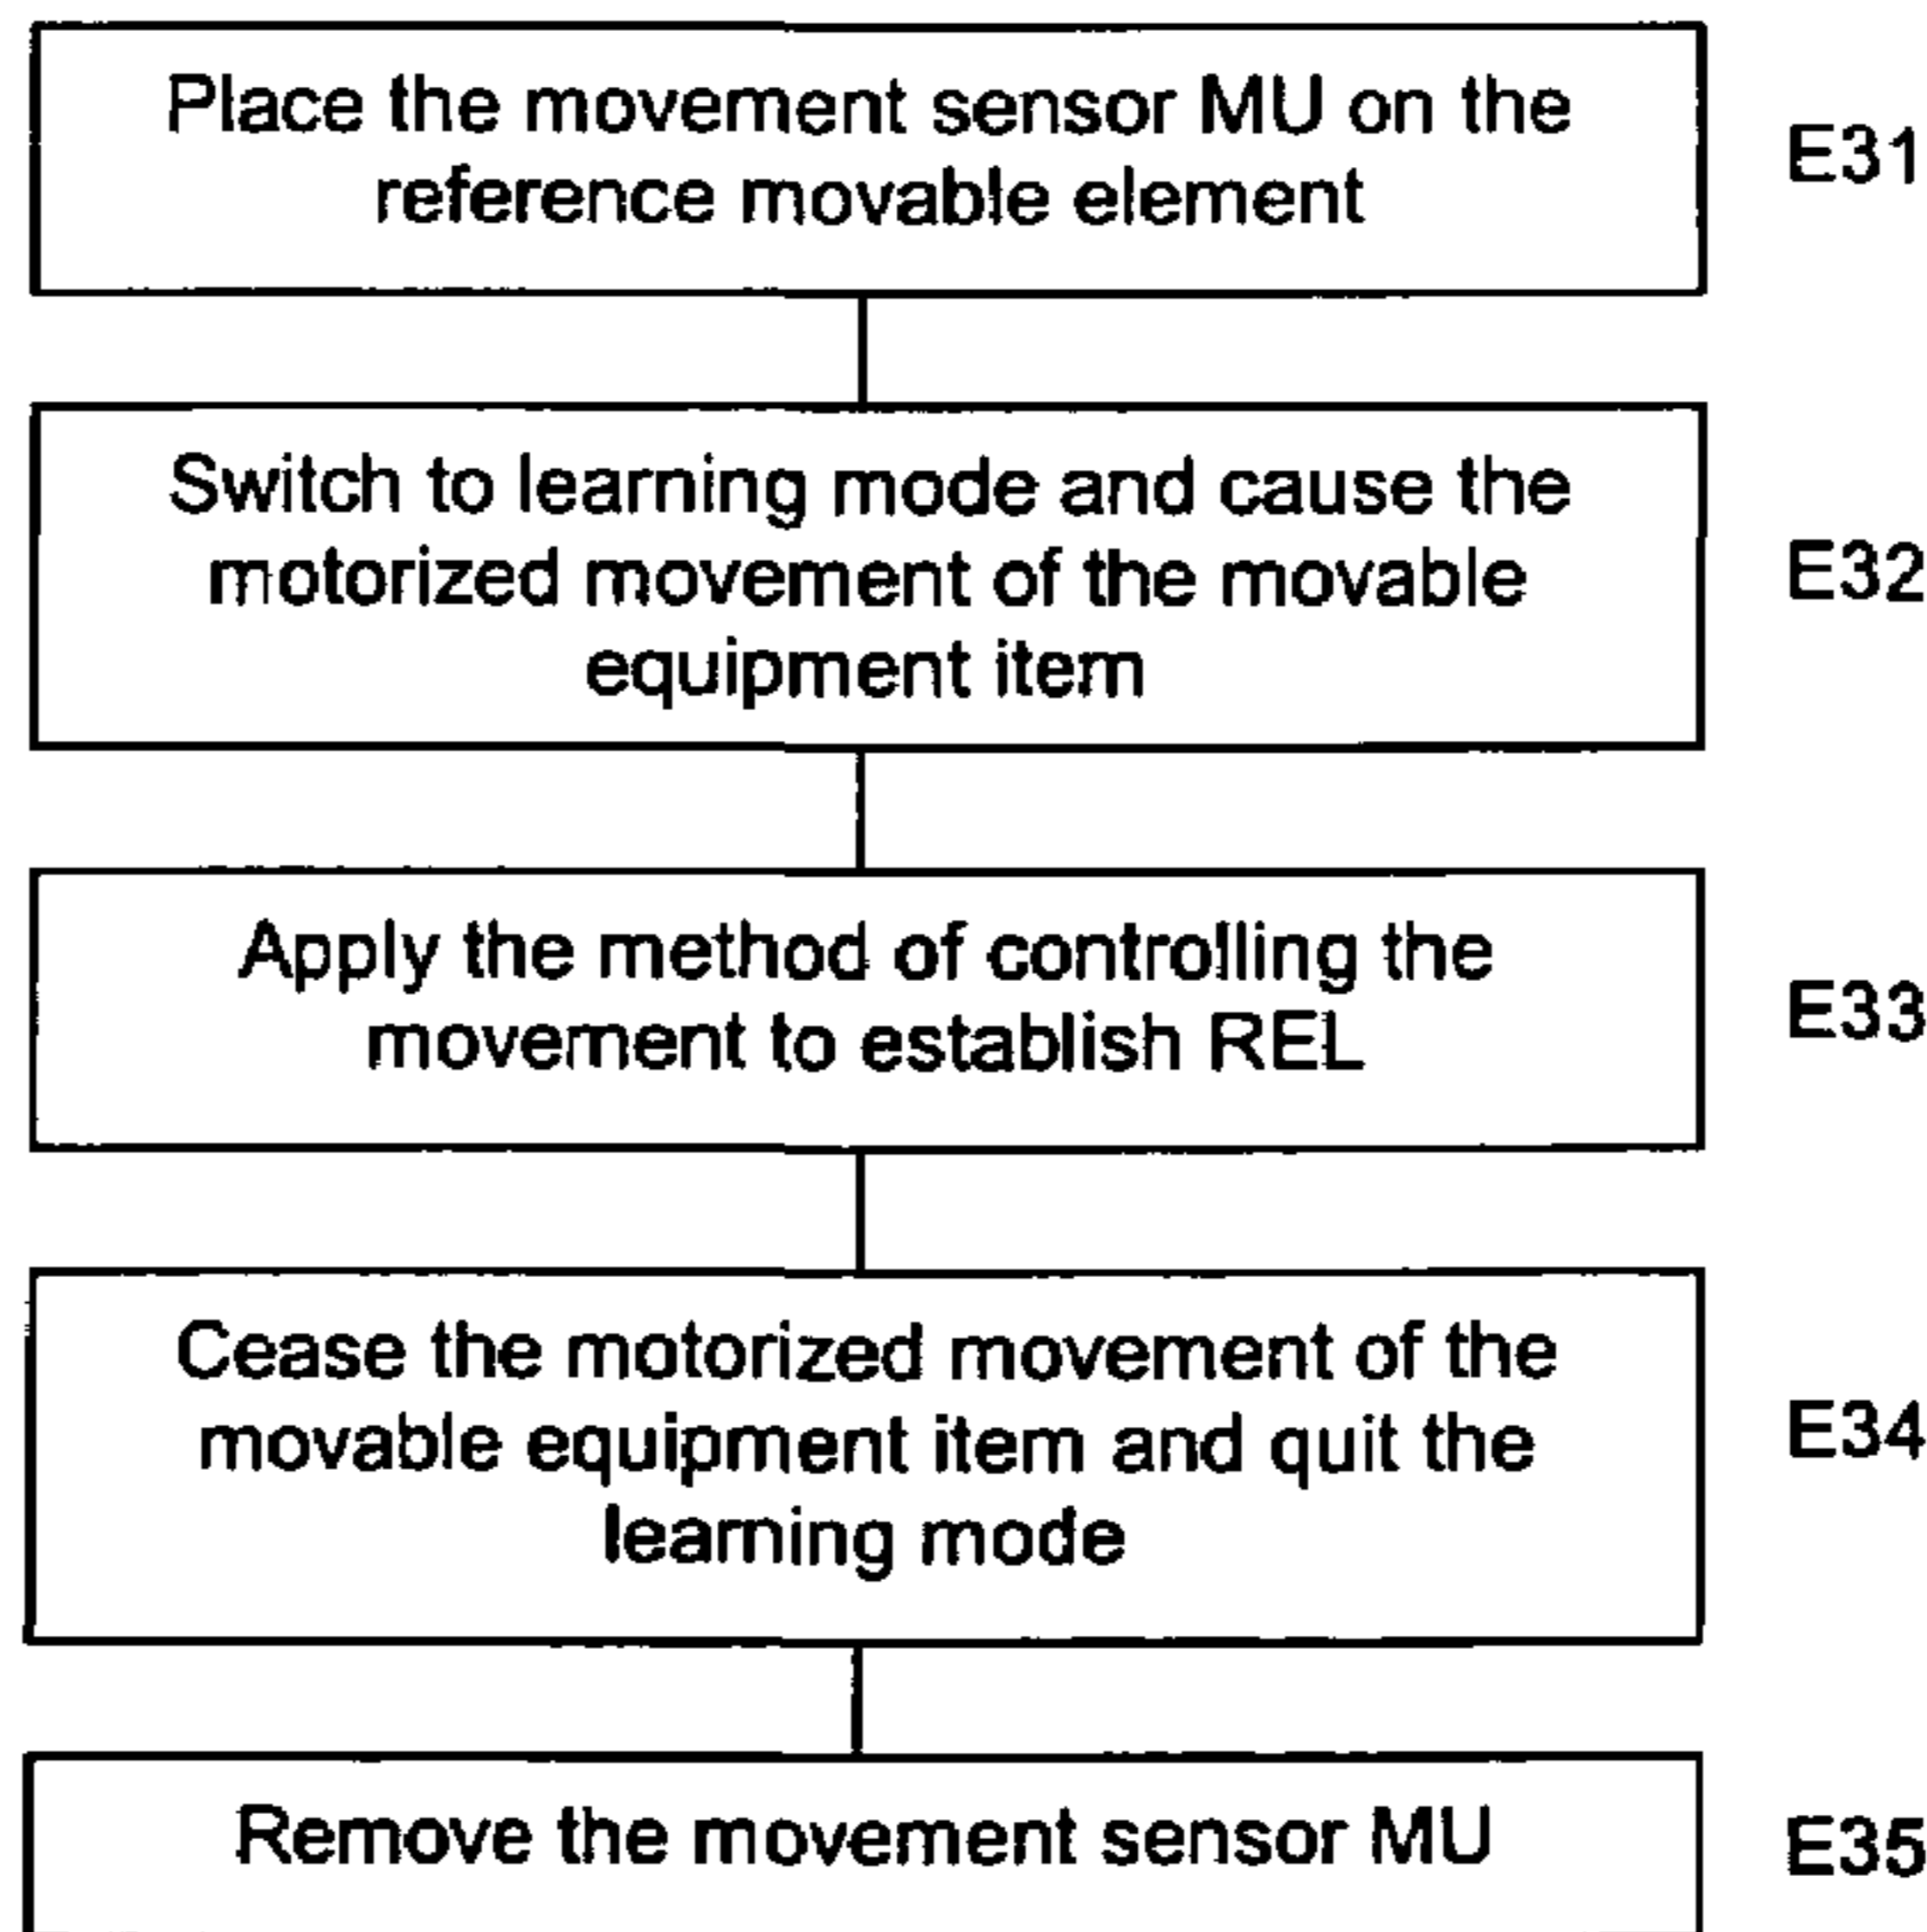 Place the movement sensor MU on the
reference movable element
E31
Switch to learning mode and cause the
motorized movement of the movable
equipment item
E32
Apply the method of controlling the
movement to establish REL
E33
Cease the motorized movement of the
movable equipment item and quit the
learning mode
E34
Remove the movement sensor MU
E35